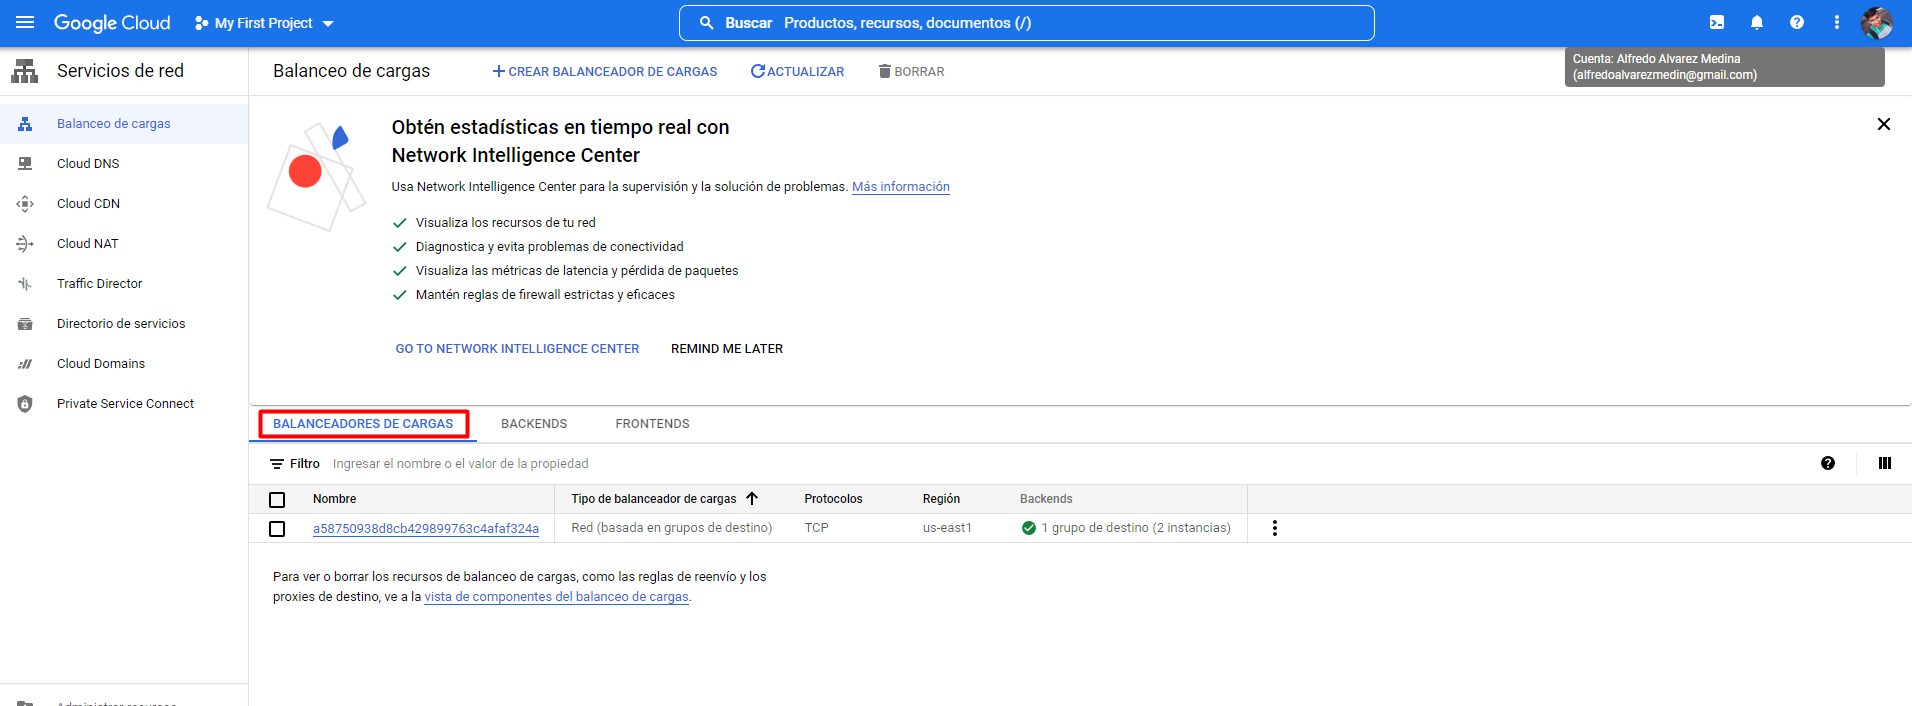 Google Cloud
My First Project
Buscar Productos, recursos, documentos (/)
Cuenta: Alfredo Alvarez Medina
(alfredoalvarezmedin@gmail.com)
Servicios de red
Balanceo de cargas
CREAR BALANCEADOR DE CARGAS
ACTUALIZAR
BORRAR
Balanceo de cargas
Cloud DNS
Cloud CDN
Cloud NAT
Traffic Director
Directorio de servicios
Cloud Domains
Private Service Connect
Administrar recursos
Obtén estadísticas en tiempo real con
Network Intelligence Center
Usa Network Intelligence Center para la supervisión y la solución de problemas. Más información
Visualiza los recursos de tu red
Diagnostica y evita problemas de conectividad
Visualiza las métricas de latencia y pérdida de paquetes
Mantén reglas de firewall estrictas y eficaces
GO TO NETWORK INTELLIGENCE CENTER REMIND ME LATER
BALANCEADORES DE CARGAS BACKENDS FRONTENDS
Filtro Ingresar el nombre o el valor de la propiedad
Nombre Tipo de balanceador de cargas Protocolos Región Backends
a58750938d8cb429899763c4afaf324a Red (basada en grupos de destino) TCP us-east1 1 grupo de destino (2 instancias)
Para ver o borrar los recursos de balanceo de cargas, como las reglas de reenvío y los
proxies de destino, ve a la vista de componentes del balanceo de cargas.